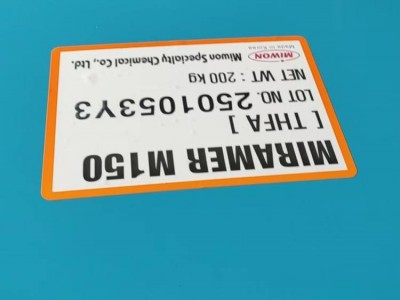 MIRAMER M150
[ THFA ]
LOT NO. 2501053Y3
NET WT : 200 kg
MIWON
Made in Korea
Miwon Specialty Chemical Co., Ltd.